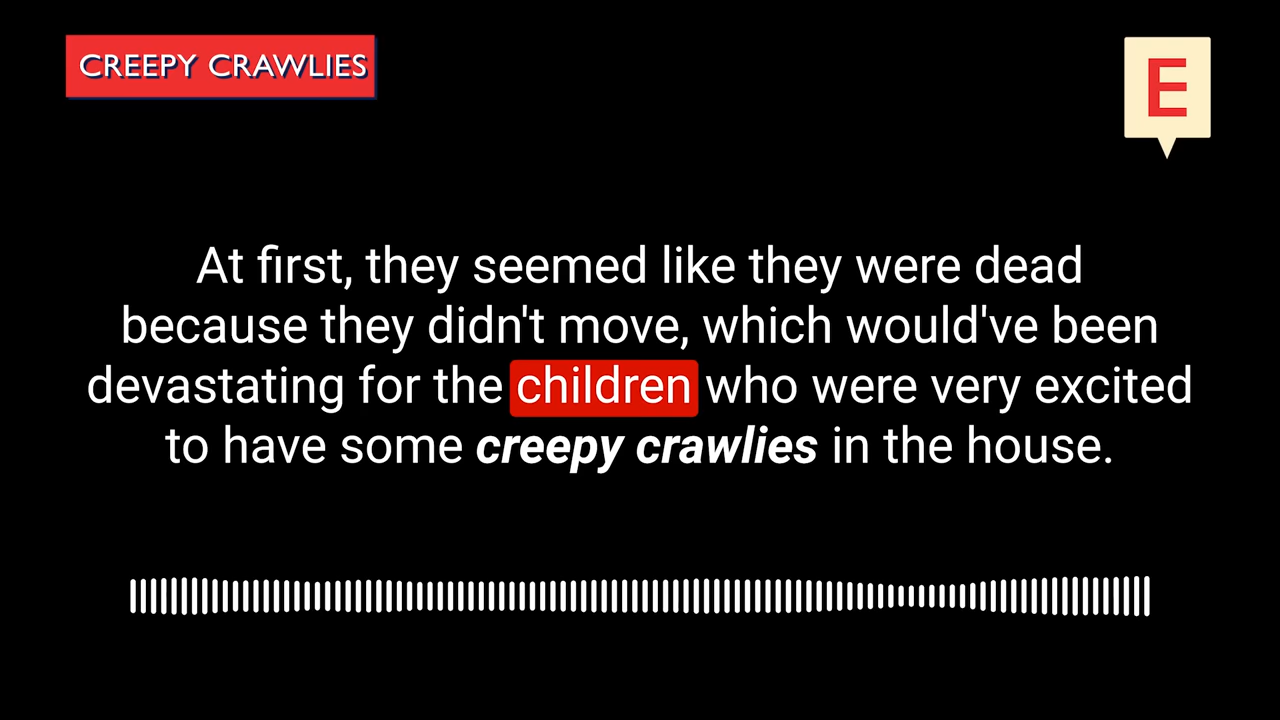 CREEPY CRAWLIES
E
At first, they seemed like they were dead
because they didn't move, which would've been
devastating for the children who were very excited
to have some creepy crawlies in the house.